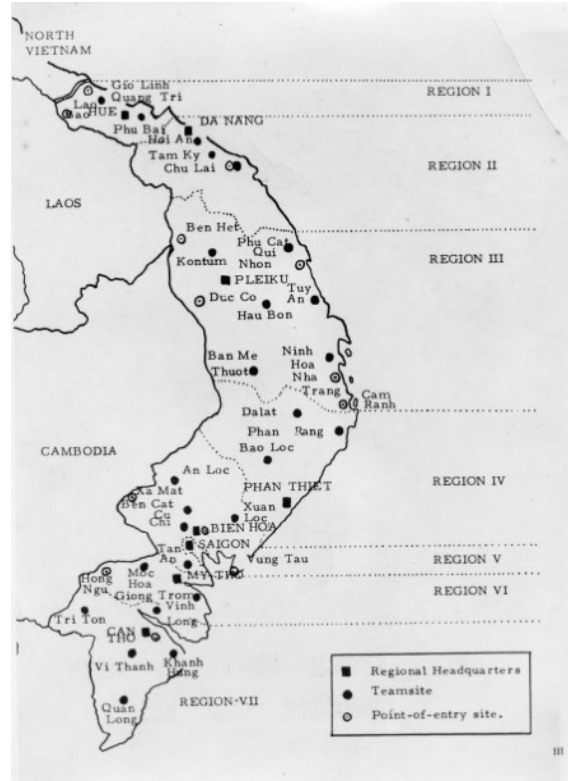 NORTH
VIETNAM
Gio Linh
Quang Tri
REGION I
Lao
Bao
HUE
Phu Bai
DA NANG
Hoi An
Tam Ky
Chu Lai
REGION II
LAOS
Ben Het
Phu Cat
Kontum
Qui
Nhon
REGION III
PLEIKU
Duc Co
Tuy
An
Hau Bon
Ban Me
Thuot
Ninh
Hoa
Nha
Trang
Cam
Ranh
Dalat
Phan Rang
Bao Loc
CAMBODIA
An Loc
Xa Mat
PHAN THIET
REGION IV
Ben Cat
Cu
Chi
Xuan
Loc
BIEN HOA
SAIGON
Tan
An
Vung Tau
REGION V
Hong
Ngu
Moc
Hoa
MY THO
REGION VI
Giong Trom
Tri Ton
Vinh
Long
CAN
THO
Vi Thanh
Khanh
Hung
Quan
Long
REGION-VII
Regional Headquarters
Teamsite
Point-of-entry site.
III